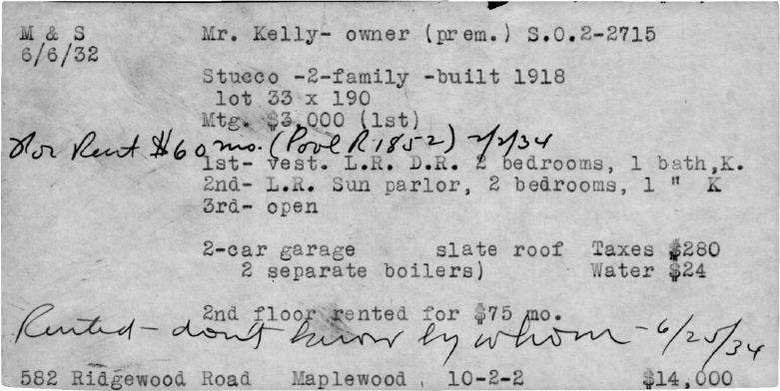 M & S Mr. Kelly- owner (prem.) S.O.2-2715
6/6/32
Stucco -2-family -built 1918
lot 33 x 190
Mtg. $3,000 (1st)
For Rent $60 mo. (Pool R1852) 2/2/34
1st- vest. L.R. D.R. 2 bedrooms, 1 bath,K.
2nd- L.R. Sun parlor, 2 bedrooms, 1 " K
3rd- open
2-car garage slate roof Taxes $280
2 separate boilers) Water $24
2nd floor rented for $75 mo.
Rented - don't know by whom - 6/25/34
582 Ridgewood Road Maplewood . 10-2-2 $14,000